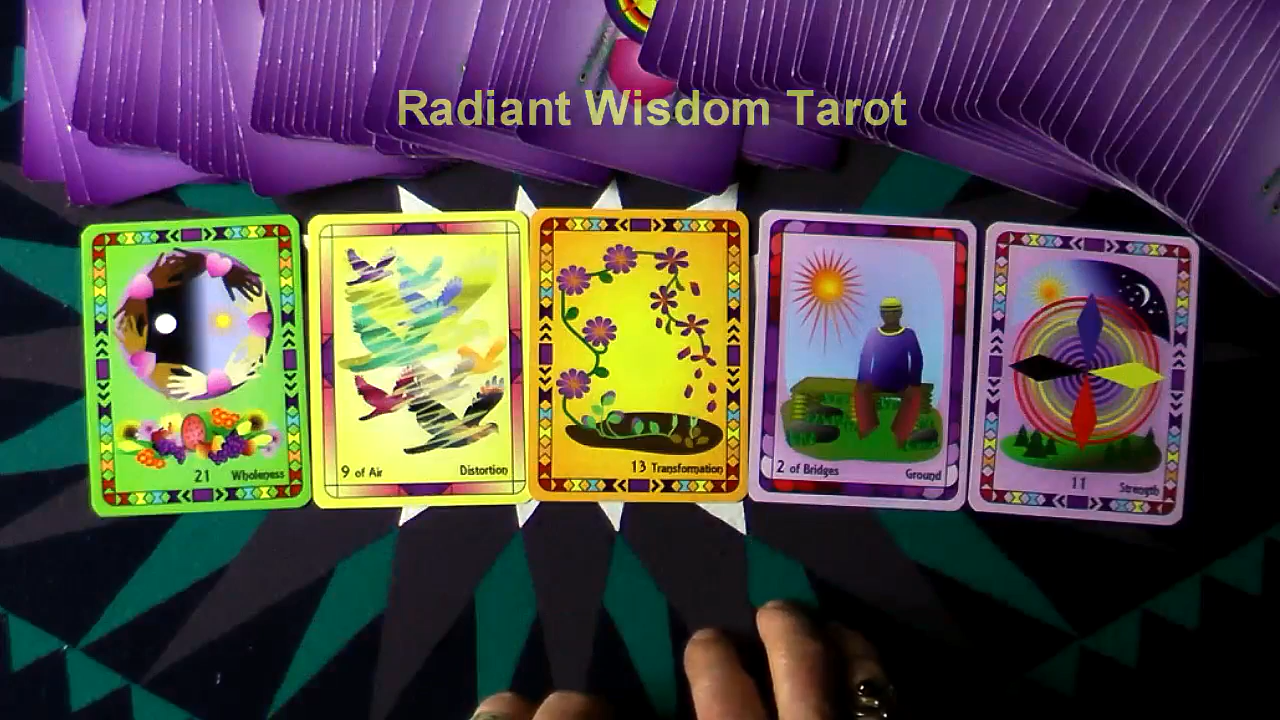 Radiant Wisdom Tarot
21 Wholeness
9 of Air Distortion
13 Transformation
2 of Bridges Ground
11 Strength